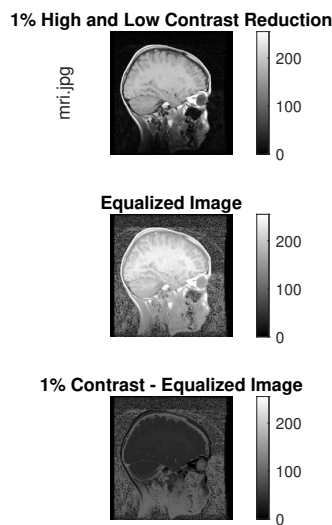 1% High and Low Contrast Reduction
mri.jpg
200
100
0
Equalized Image
200
100
0
1% Contrast - Equalized Image
200
100
0